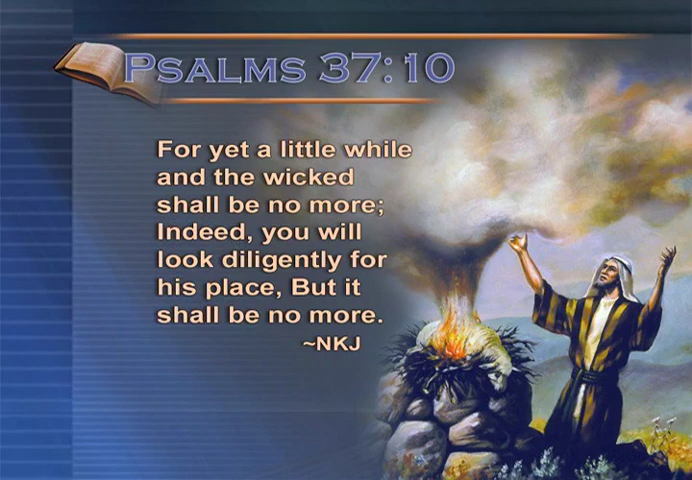 PSALMS 37:10
For yet a little while
and the wicked
shall be no more;
Indeed, you will
look diligently for
his place, But it
shall be no more.
~NKJ